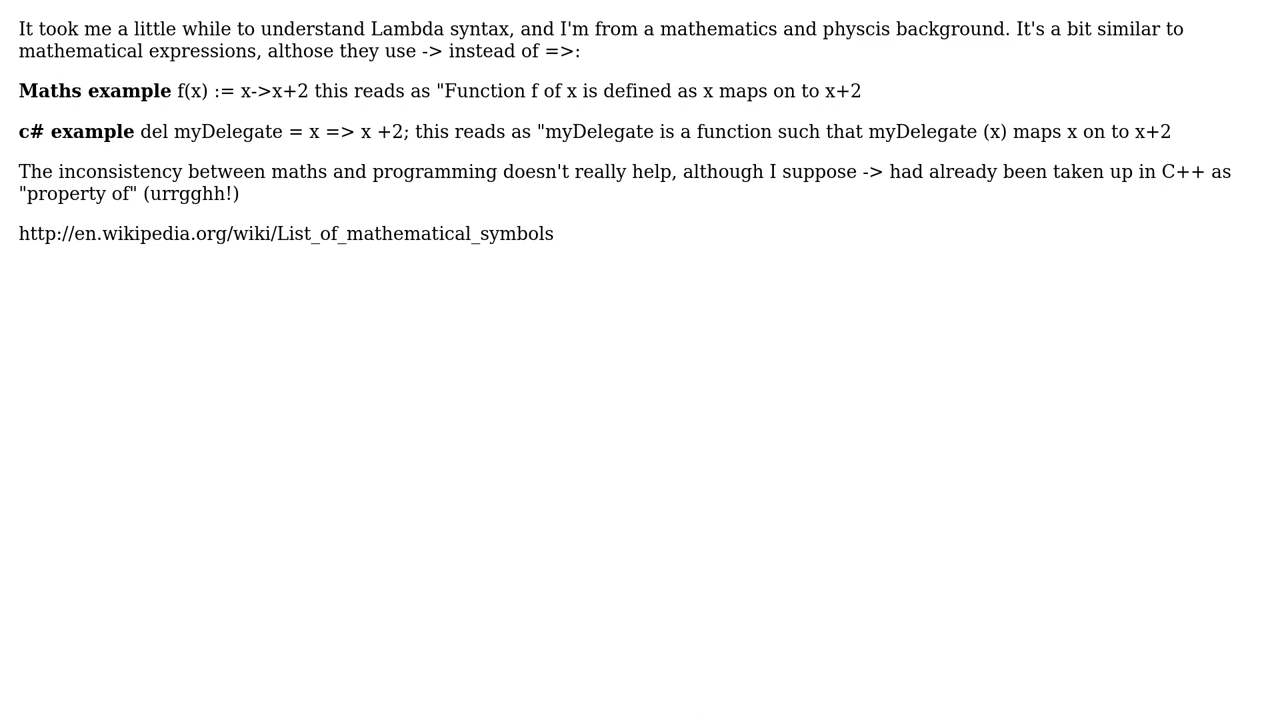 It took me a little while to understand Lambda syntax, and I'm from a mathematics and physcis background. It's a bit similar to
mathematical expressions, althose they use -> instead of =>:
Maths example f(x) := x->x+2 this reads as "Function f of x is defined as x maps on to x+2
c# example del myDelegate = x => x +2; this reads as "myDelegate is a function such that myDelegate (x) maps x on to x+2
The inconsistency between maths and programming doesn't really help, although I suppose -> had already been taken up in C++ as
"property of" (urrgghh!)
http://en.wikipedia.org/wiki/List_of_mathematical_symbols